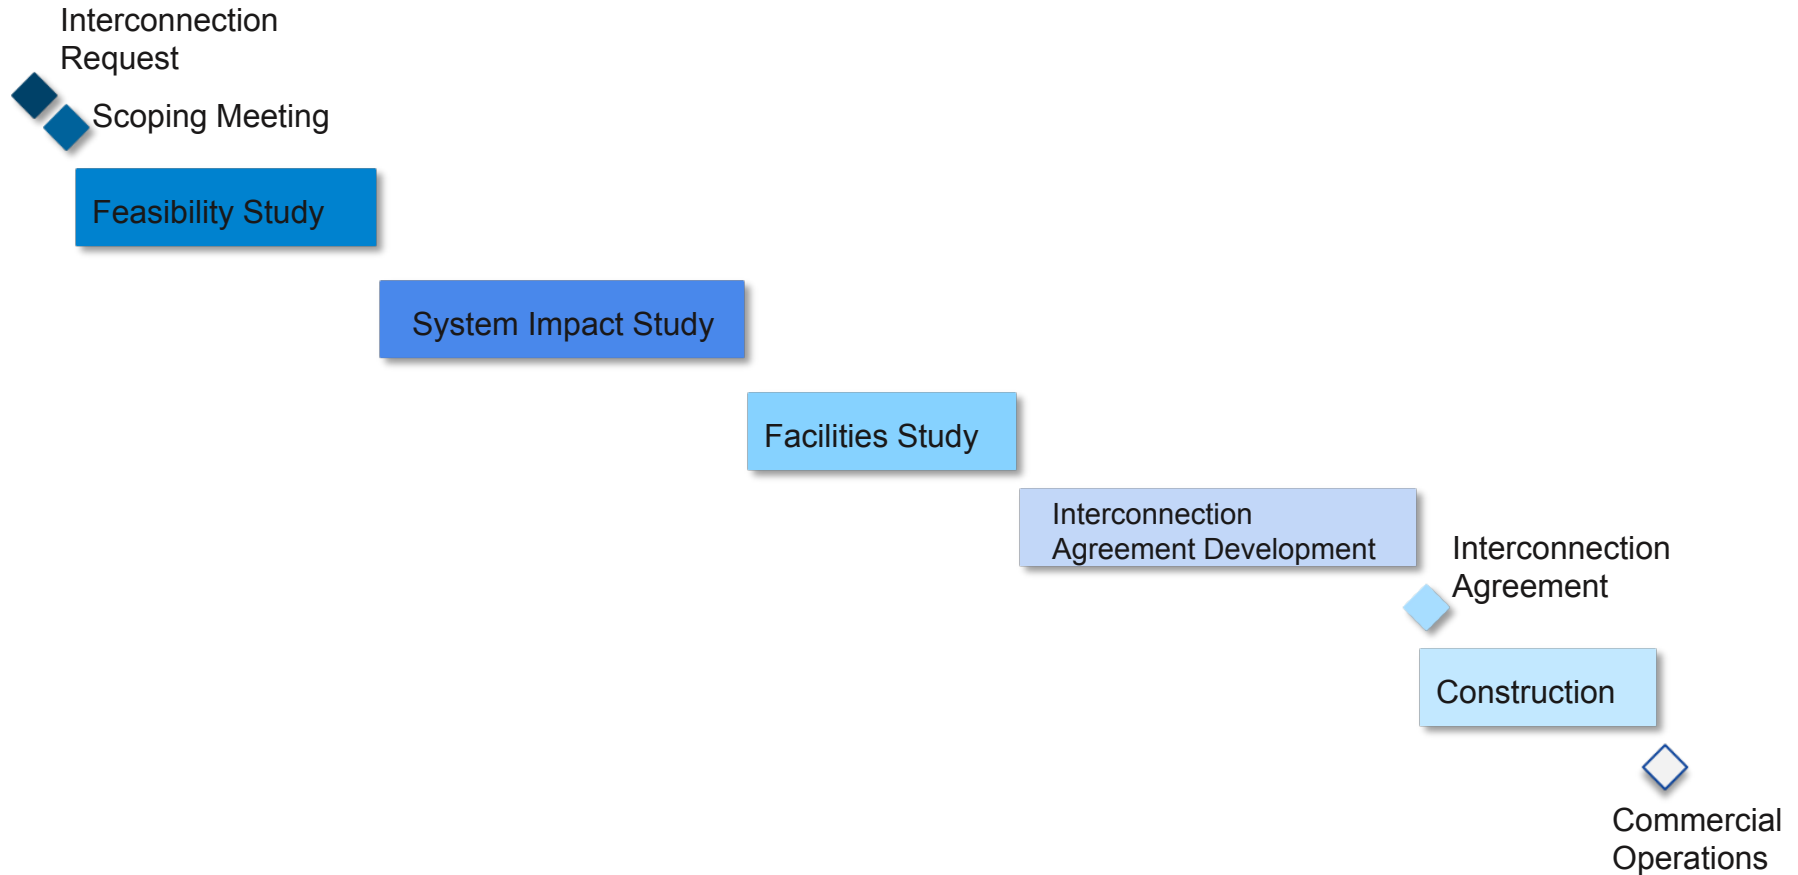 Interconnection
Request
Scoping Meeting
Feasibility Study
System Impact Study
Facilities Study
Interconnection
Agreement Development
Interconnection
Agreement
Construction
Commercial
Operations